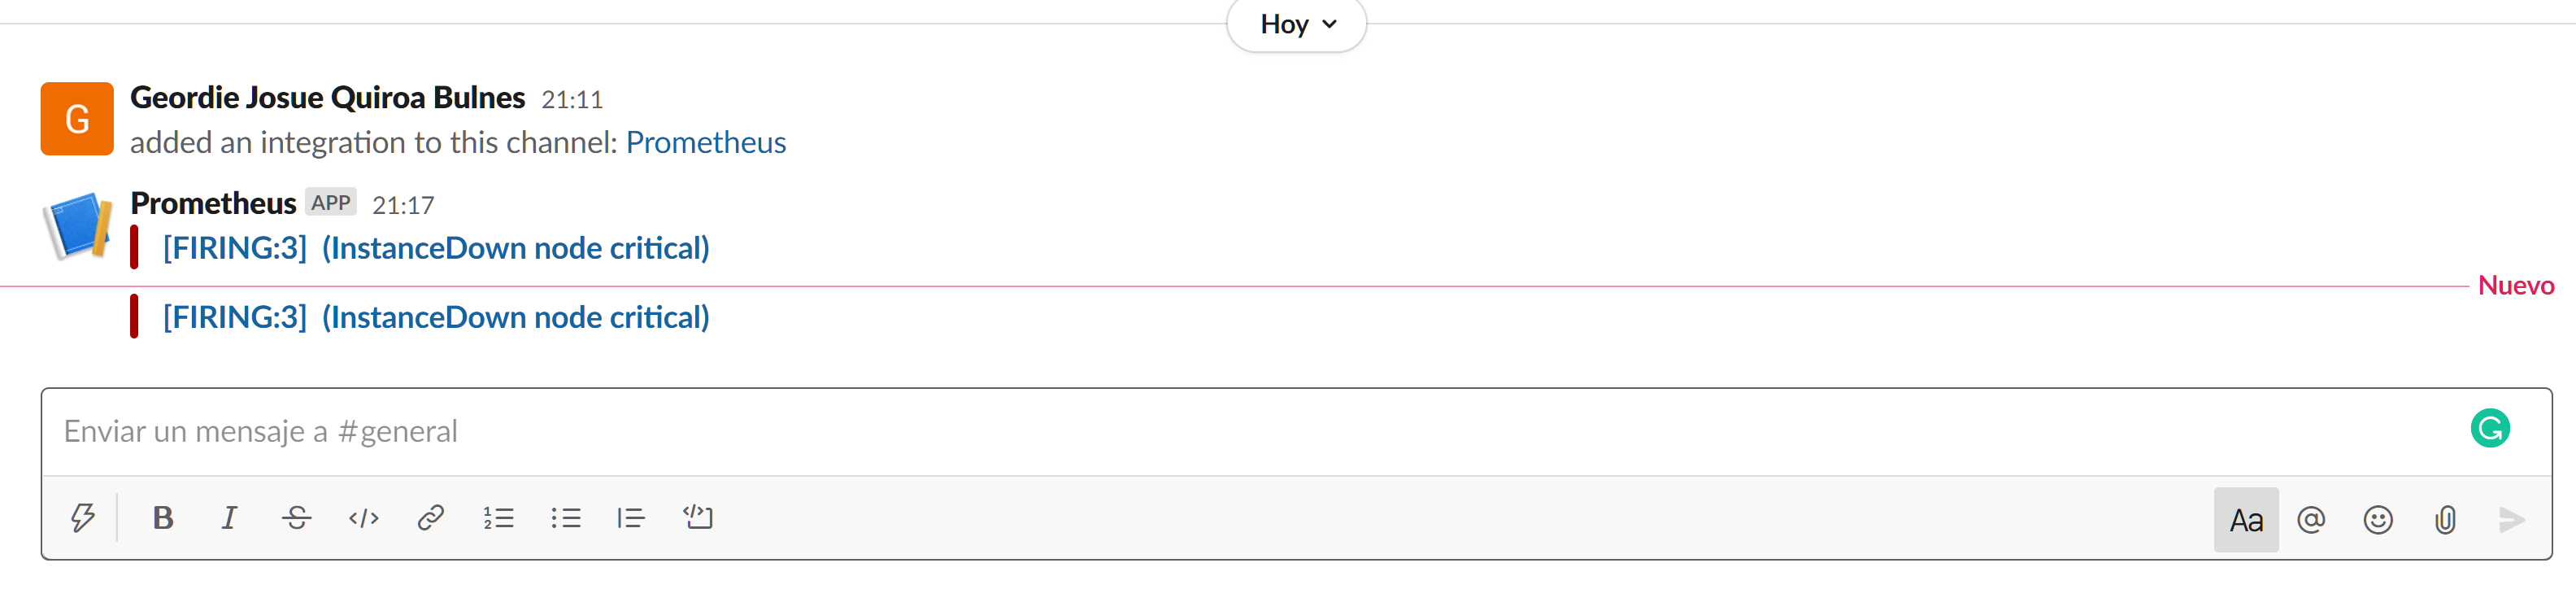 Hoy
G
Geordie Josue Quiroa Bulnes 21:11
added an integration to this channel: Prometheus
Prometheus APP 21:17
[FIRING:3] (InstanceDown node critical)
Nuevo
[FIRING:3] (InstanceDown node critical)
Enviar un mensaje a #general
B I S </> Aa @